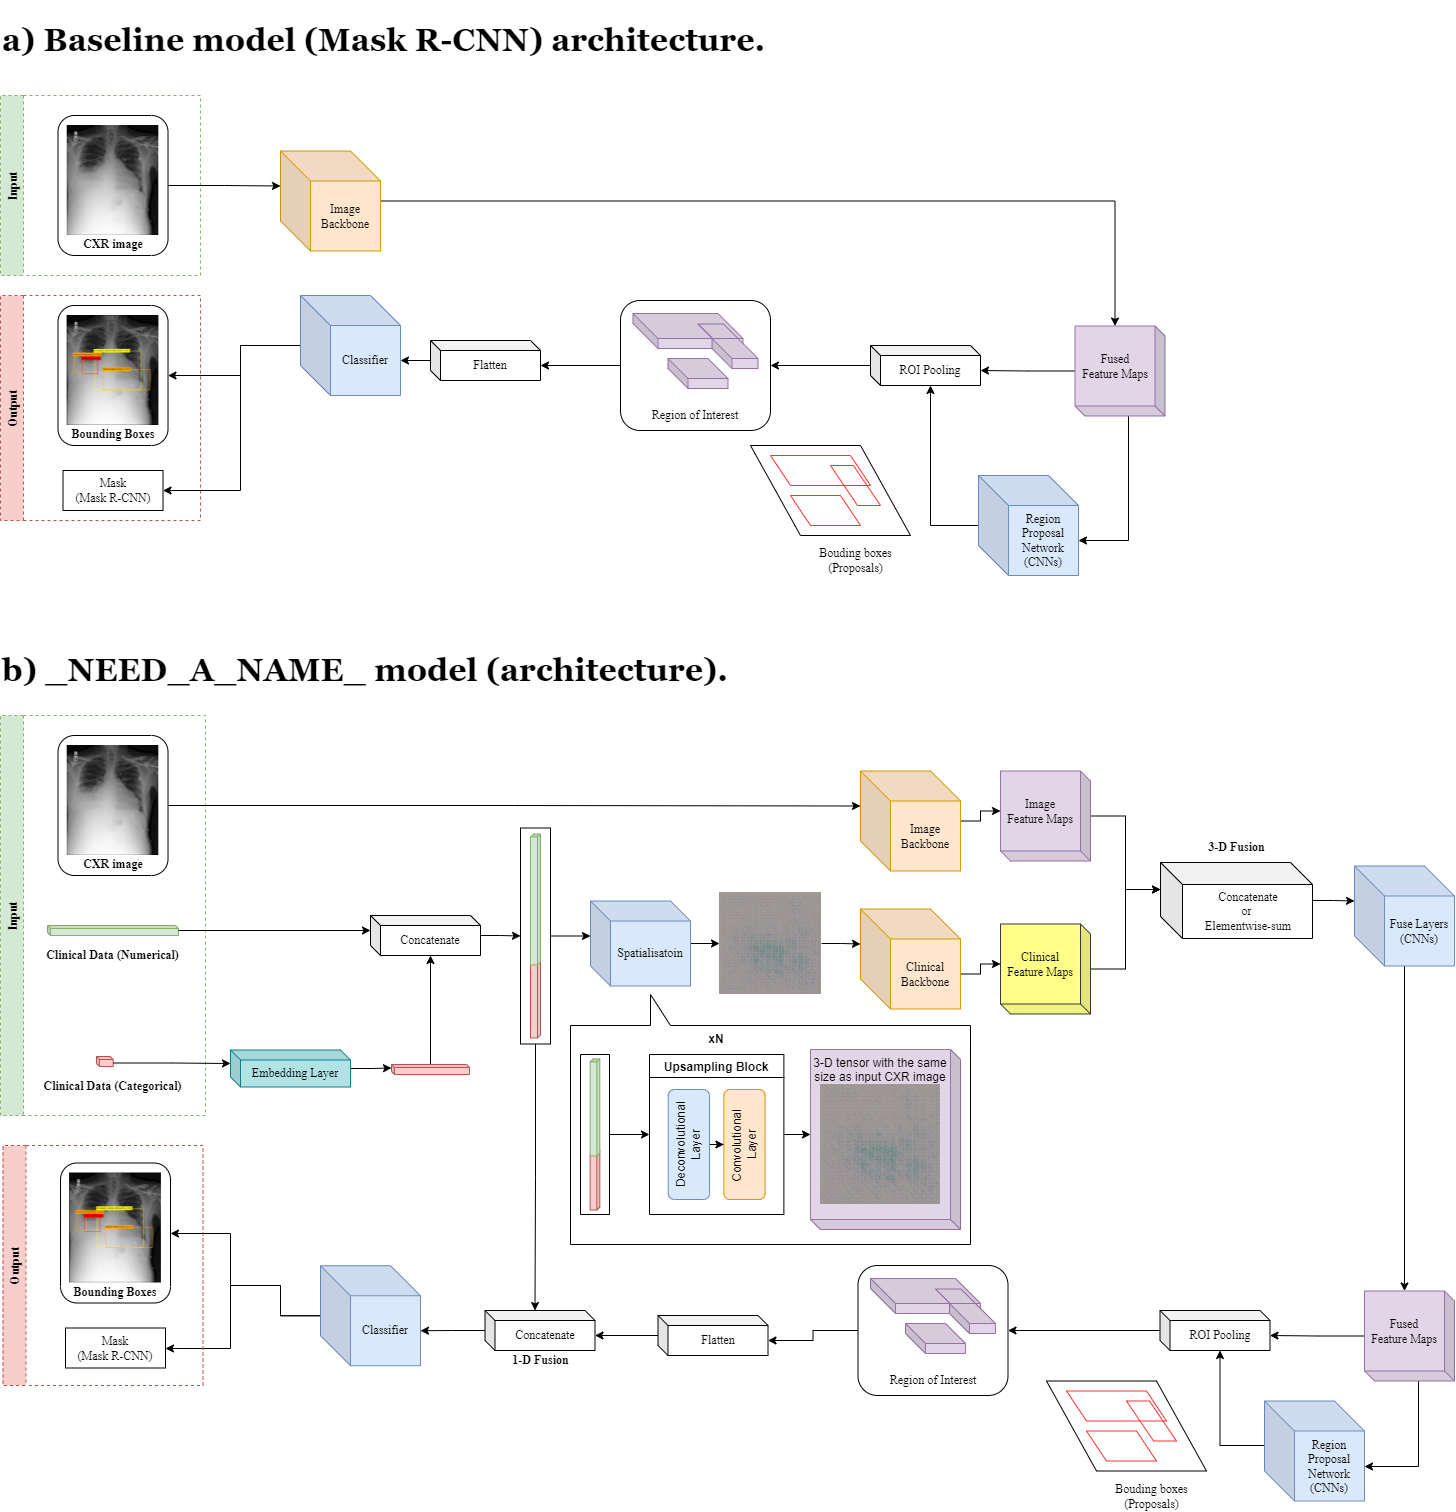 a) Baseline model (Mask R-CNN) architecture.
Input
CXR image
Image
Backbone
Output
Bounding Boxes
Mask
(Mask R-CNN)
Classifier
Flatten
Region of Interest
ROI Pooling
Fused
Feature Maps
Bouding boxes
(Proposals)
Region
Proposal
Network
(CNNs)
b) _NEED_A_NAME_ model (architecture).
Input
CXR image
Clinical Data (Numerical)
Clinical Data (Categorical)
Embedding Layer
Concatenate
Spatialisatoin
Image
Backbone
Clinical
Backbone
Image
Feature Maps
Clinical
Feature Maps
3-D Fusion
Concatenate
or
Elementwise-sum
Fuse Layers
(CNNs)
xN
Upsampling Block
Deconvolutional
Layer
Convolutional
Layer
3-D tensor with the same
size as input CXR image
Output
Bounding Boxes
Mask
(Mask R-CNN)
Classifier
Concatenate
1-D Fusion
Flatten
Region of Interest
ROI Pooling
Fused
Feature Maps
Bouding boxes
(Proposals)
Region
Proposal
Network
(CNNs)